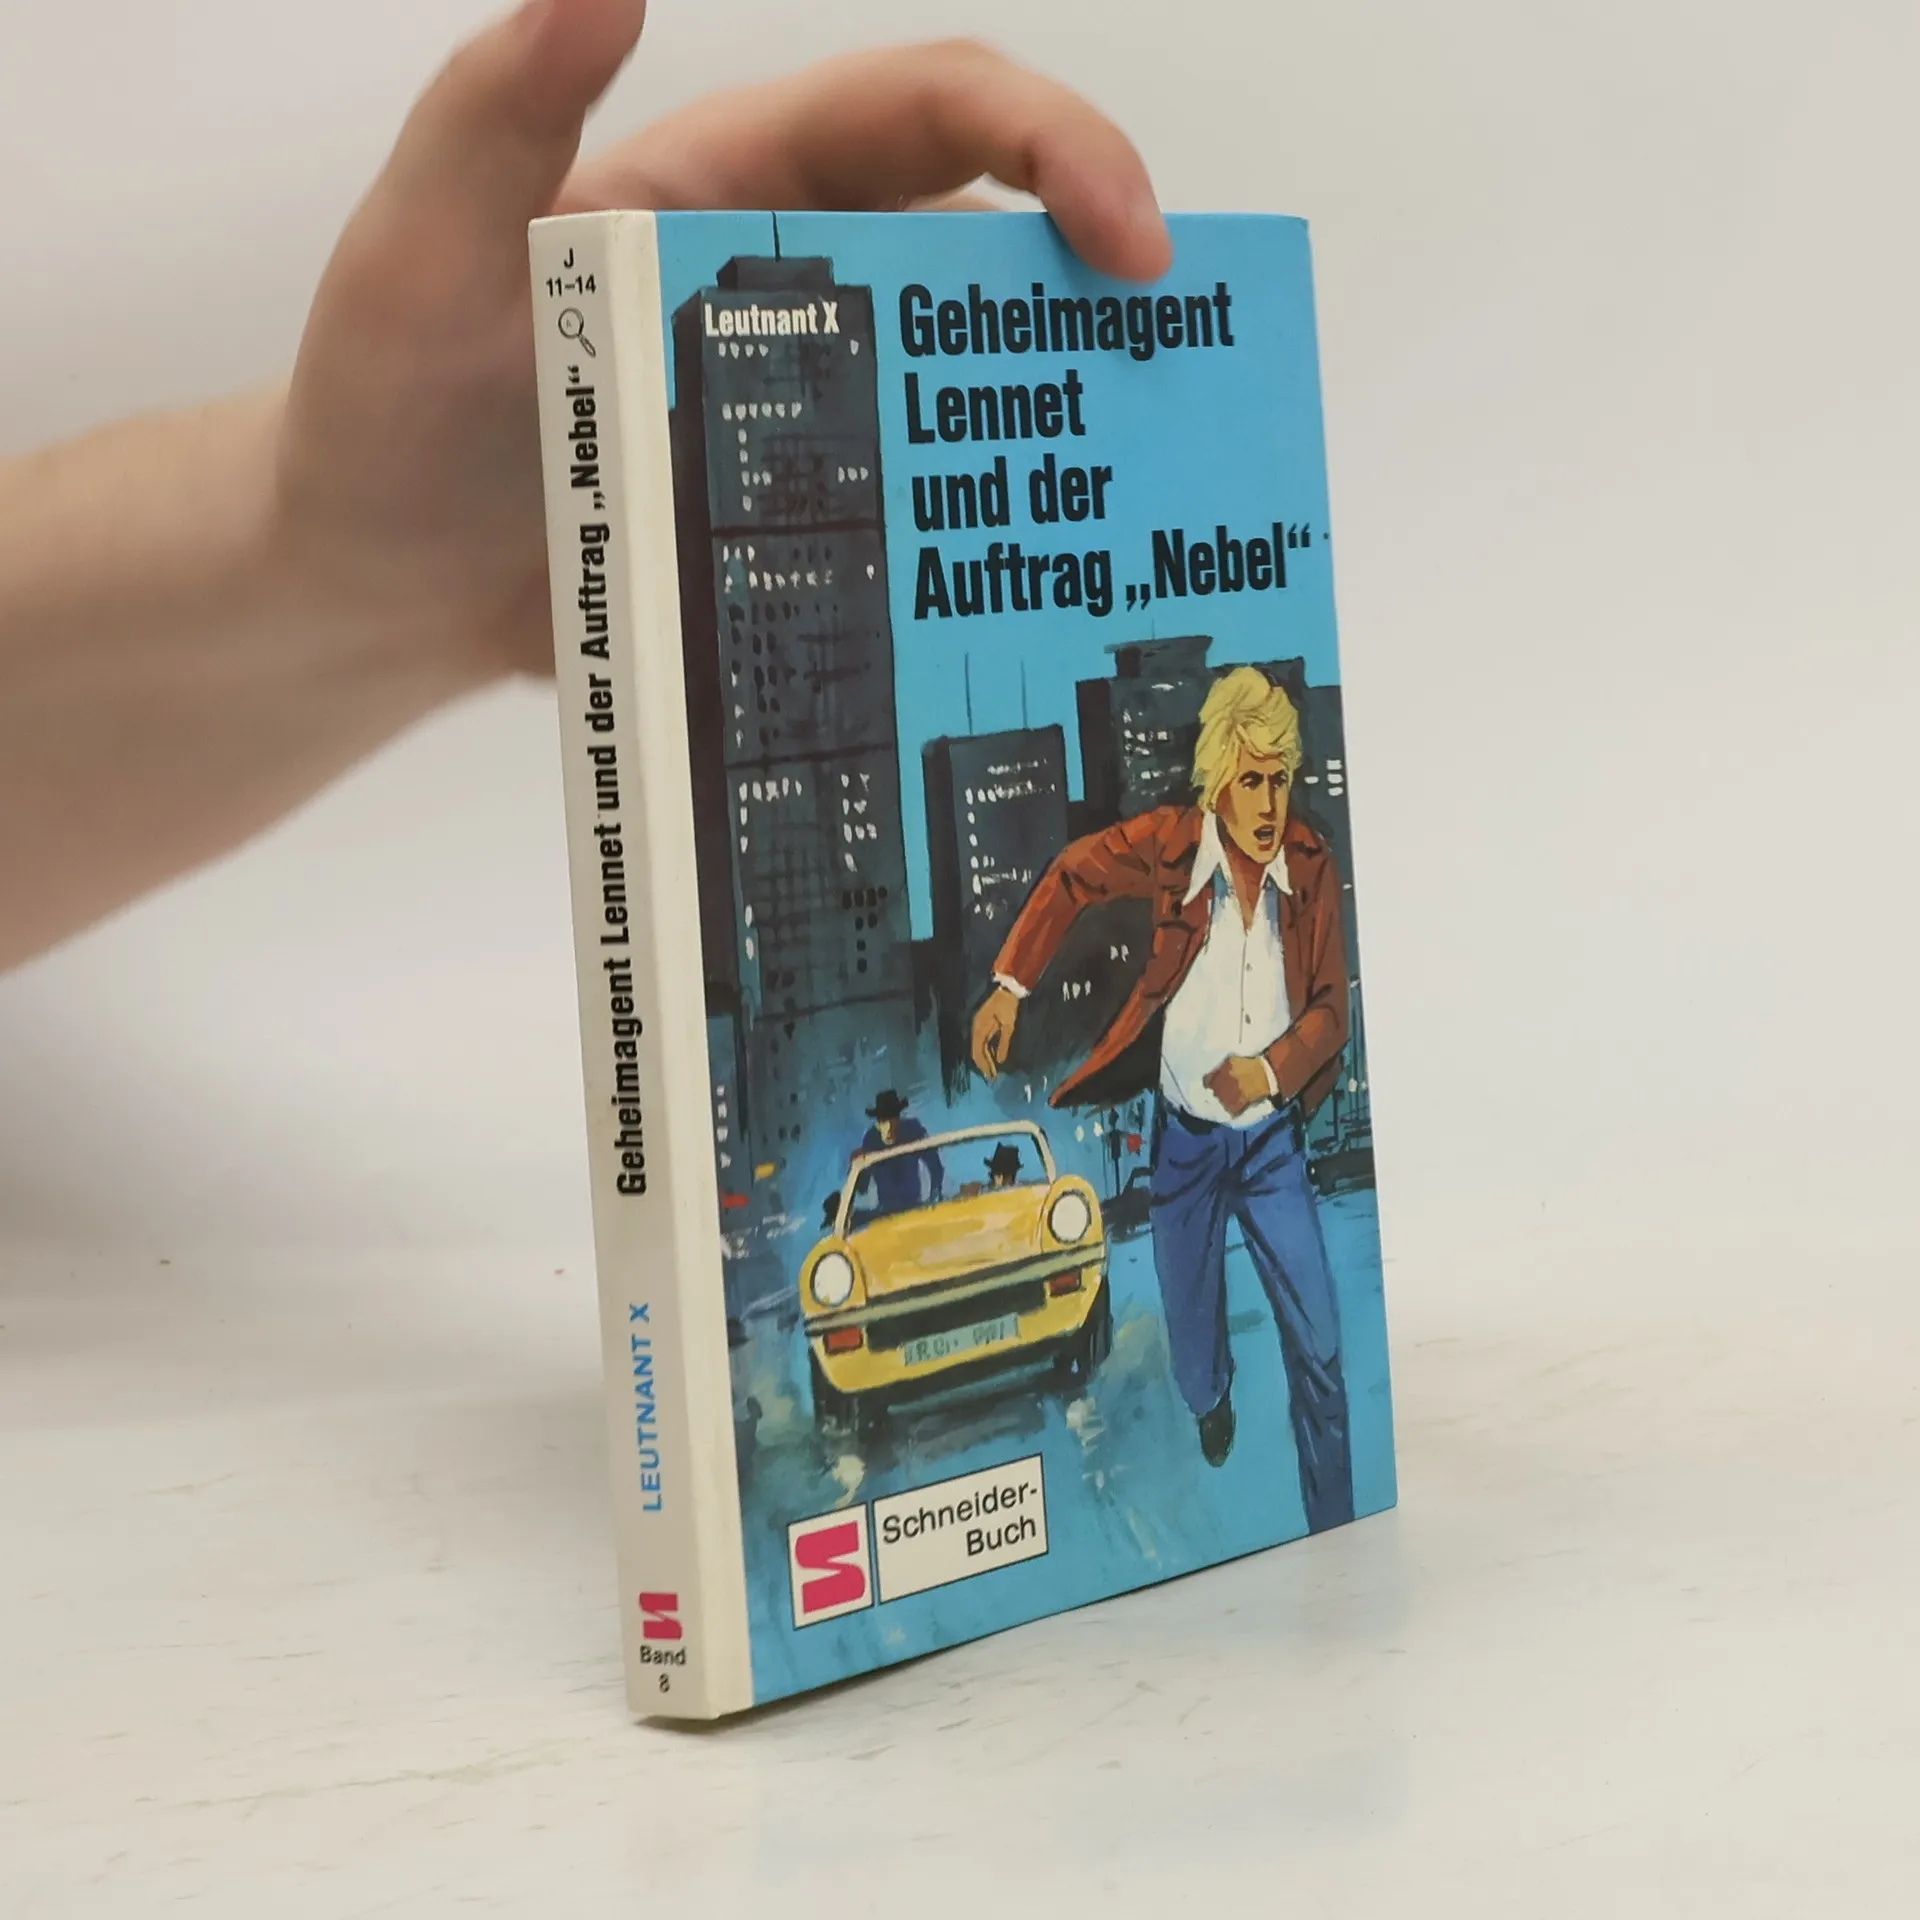 J
11-14
Geheimagent Lennet und der Auftrag „Nebel“
LEUTNANT X
Band
8
Leutnant X
Geheimagent
Lennet
und der
Auftrag „Nebel“
Schneider-
Buch